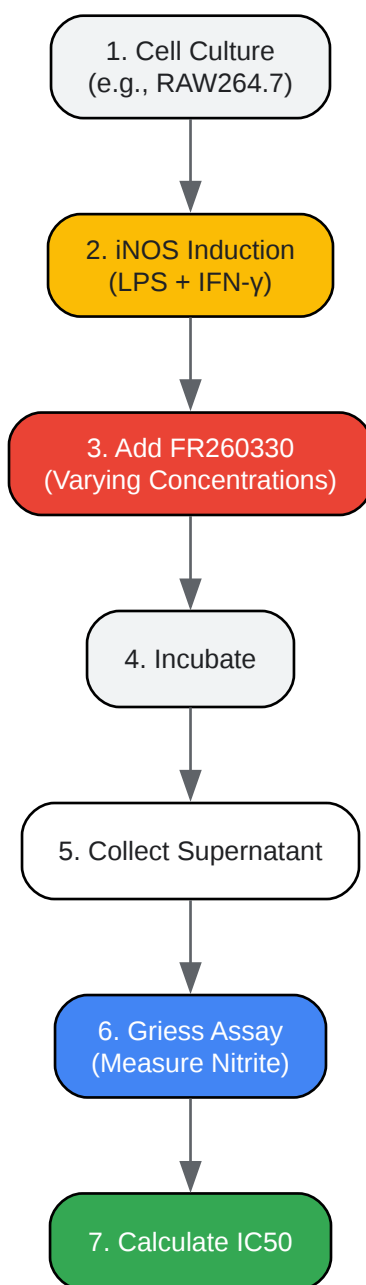 1. Cell Culture
(e.g., RAW264.7)
2. iNOS Induction
(LPS + IFN-γ)
3. Add FR260330
(Varying Concentrations)
4. Incubate
5. Collect Supernatant
6. Griess Assay
(Measure Nitrite)
7. Calculate IC50